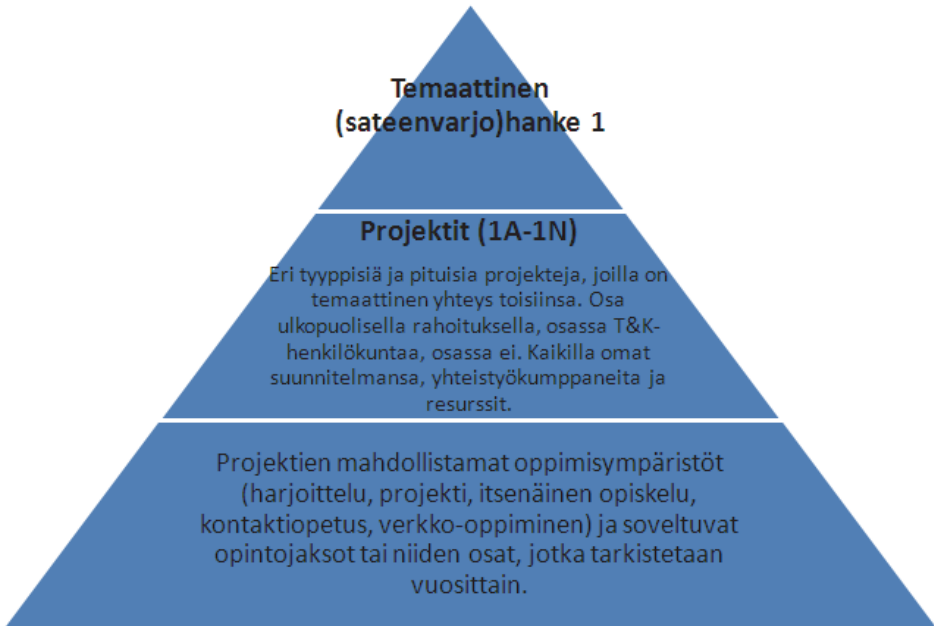 Temaattinen
(sateenvarjo)hanke 1
Projektit (1A-1N)
Eri tyyppisiä ja pituisia projekteja, joilla on
temaattinen yhteys toisiinsa. Osa
ulkopuolisella rahoituksella, osassa T&K-
henkilökuntaa, osassa ei. Kaikilla omat
suunnitelmansa, yhteistyökumppaneita ja
resurssit.
Projektien mahdollistamat oppimisympäristöt
(harjoittelu, projekti, itsenäinen opiskelu,
kontaktiopetus, verkko-oppiminen) ja soveltuvat
opintojaksot tai niiden osat, jotka tarkistetaan
vuosittain.